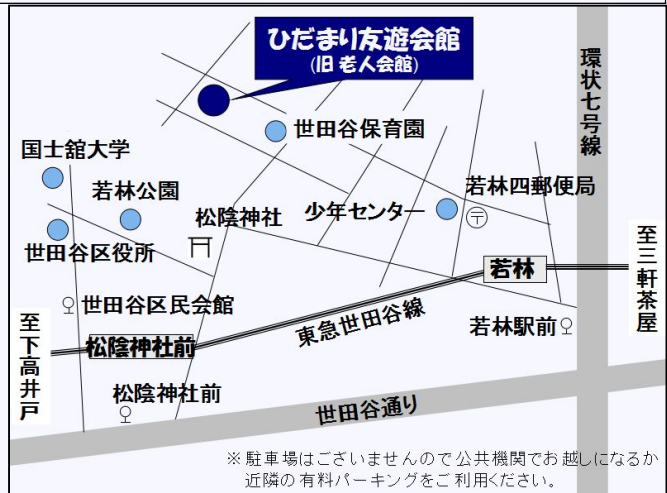 ひだまり友遊会館
(旧 老人会館)
環状七号線
世田谷保育園
国士舘大学
若林公園
松陰神社
少年センター
若林四郵便局
〒
世田谷区役所
至三軒茶屋
若林
世田谷区民会館
東急世田谷線
若林駅前
至下高井戸
松陰神社前
松陰神社前
世田谷通り
※駐車場はございませんので公共機関でお越しになるか
近隣の有料パーキングをご利用ください。